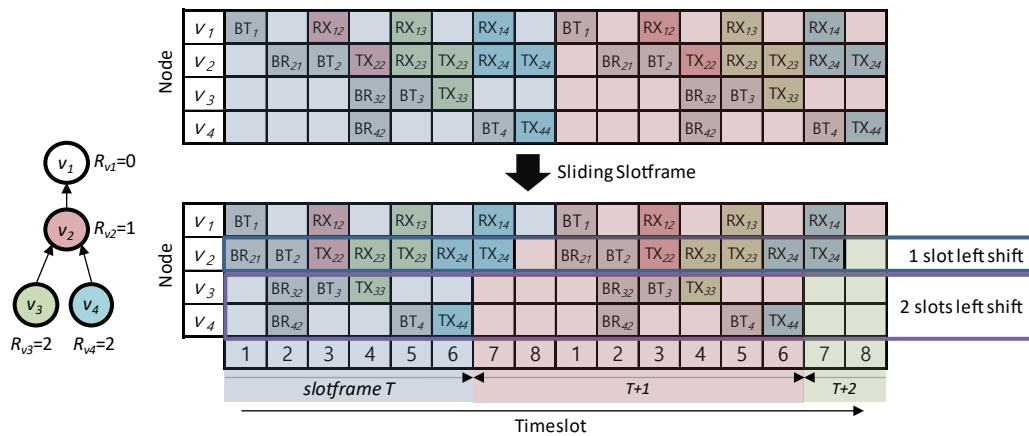 Node
v1 BT1 RX12 RX13 RX14 BT1 RX12 RX13 RX14
v2 BR21 BT2 TX22 RX23 TX23 RX24 TX24 BR21 BT2 TX22 RX23 TX23 RX24 TX24
v3 BR32 BT3 TX33 BR32 BT3 TX33
v4 BR42 BT4 TX44 BR42 BT4 TX44
Sliding Slotframe
v1 Rv1=0
v2 Rv2=1
v3 v4
Rv3=2 Rv4=2
Node
v1 BT1 RX12 RX13 RX14 BT1 RX12 RX13 RX14
v2 BR21 BT2 TX22 RX23 TX23 RX24 TX24 BR21 BT2 TX22 RX23 TX23 RX24 TX24
1 slot left shift
v3 BR32 BT3 TX33 BR32 BT3 TX33
v4 BR42 BT4 TX44 BR42 BT4 TX44
2 slots left shift
1 2 3 4 5 6 7 8 1 2 3 4 5 6 7 8
slotframe T T+1 T+2
Timeslot